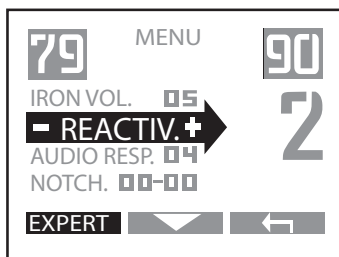 79 MENU 90
IRON VOL. 05
- REACTIV. + 2
AUDIO RESP. 04
NOTCH. 00-00
EXPERT